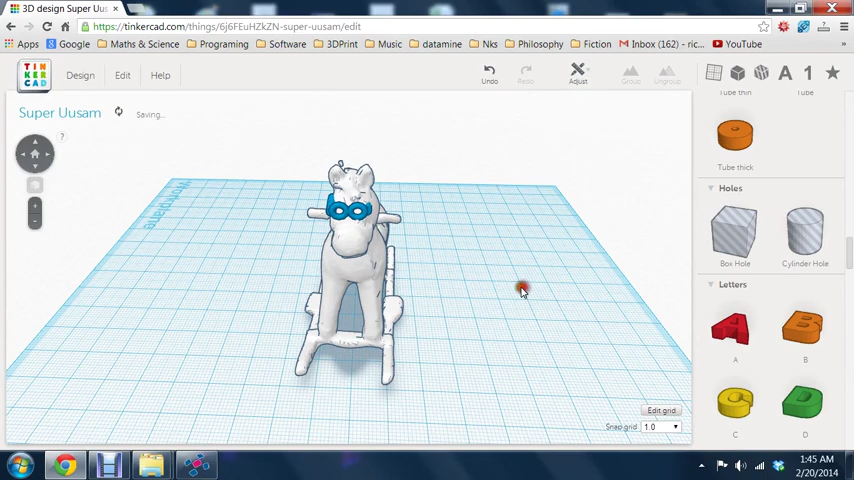 3D design Super Uus
https://tinkercad.com/things/6j6FEuHZkZN-super-uusam/edit
Apps Google Maths & Science Programing Software 3DPrint Music datamine Nks Philosophy Fiction Inbox (162) - ric... YouTube
TIN
KER
CAD
Design Edit Help
Undo Redo Adjust Group Ungroup
Super Uusam Saving...
?
Workplane
Tube thin Tube
Tube thick
Holes
Box Hole Cylinder Hole
Letters
A B
C D
Edit grid
Snap grid 1.0
1:45 AM
2/20/2014